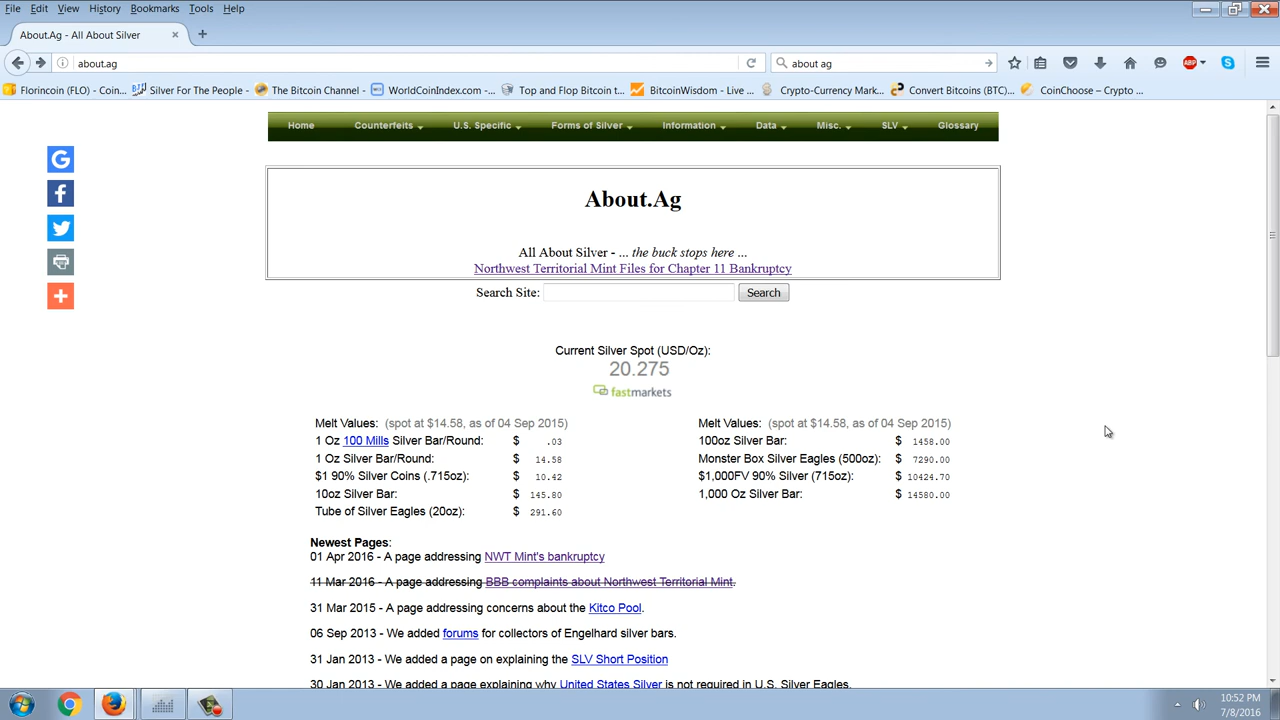 File Edit View History Bookmarks Tools Help
About.Ag - All About Silver
about.ag
about ag
Florincoin (FLO) - Coin...
Silver For The People -
The Bitcoin Channel -
WorldCoinIndex.com -...
Top and Flop Bitcoin t...
BitcoinWisdom - Live ...
Crypto-Currency Mark...
Convert Bitcoins (BTC)...
CoinChoose – Crypto ...
Home Counterfeits U.S. Specific Forms of Silver Information Data Misc. SLV Glossary
About.Ag
All About Silver - ... the buck stops here ...
Northwest Territorial Mint Files for Chapter 11 Bankruptcy
Search Site: Search
Current Silver Spot (USD/Oz):
20.275
fastmarkets
Melt Values: (spot at $14.58, as of 04 Sep 2015)
1 Oz 100 Mills Silver Bar/Round: $ .03
1 Oz Silver Bar/Round: $ 14.58
$1 90% Silver Coins (.715oz): $ 10.42
10oz Silver Bar: $ 145.80
Tube of Silver Eagles (20oz): $ 291.60
Melt Values: (spot at $14.58, as of 04 Sep 2015)
100oz Silver Bar: $ 1458.00
Monster Box Silver Eagles (500oz): $ 7290.00
$1,000FV 90% Silver (715oz): $ 10424.70
1,000 Oz Silver Bar: $ 14580.00
Newest Pages:
01 Apr 2016 - A page addressing NWT Mint's bankruptcy
11 Mar 2016 - A page addressing BBB complaints about Northwest Territorial Mint.
31 Mar 2015 - A page addressing concerns about the Kitco Pool.
06 Sep 2013 - We added forums for collectors of Engelhard silver bars.
31 Jan 2013 - We added a page on explaining the SLV Short Position
30 Jan 2013 - We added a page explaining why United States Silver is not required in U.S. Silver Eagles.
10:52 PM
7/8/2016